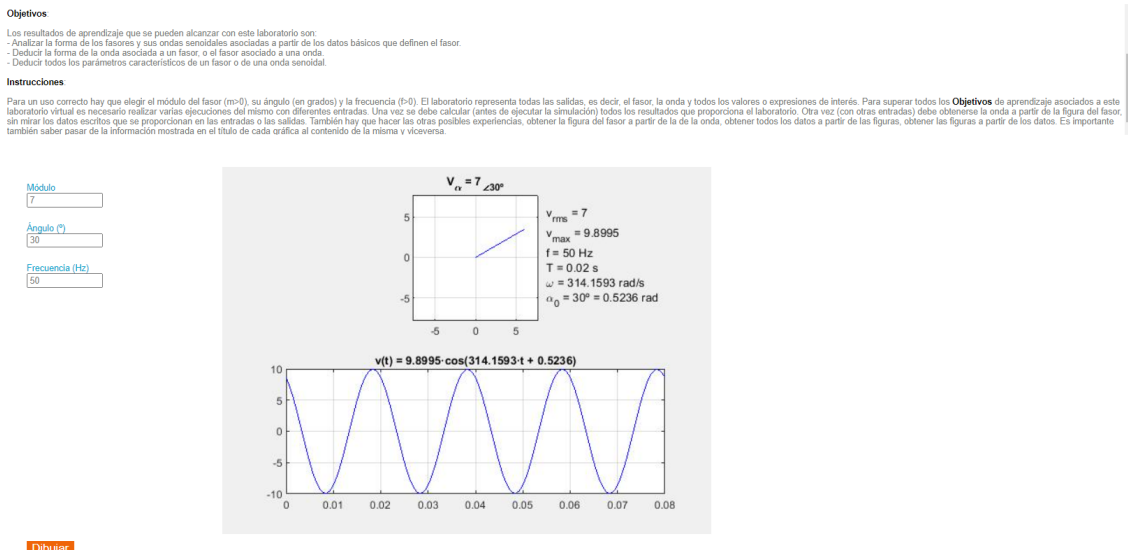 Objetivos:
Los resultados de aprendizaje que se pueden alcanzar con este laboratorio son:
- Analizar la forma de los fasores y sus ondas senoidales asociadas a partir de los datos básicos que definen el fasor.
- Deducir la forma de la onda asociada a un fasor, o el fasor asociado a una onda.
- Deducir todos los parámetros característicos de un fasor o de una onda senoidal.
Instrucciones:
Para un uso correcto hay que elegir el módulo del fasor (m>0), su ángulo (en grados) y la frecuencia (f>0). El laboratorio representa todas las salidas, es decir, el fasor, la onda y todos los valores o expresiones de interés. Para superar todos los Objetivos de aprendizaje asociados a este
laboratorio virtual es necesario realizar varias ejecuciones del mismo con diferentes entradas. Una vez se debe calcular (antes de ejecutar la simulación) todos los resultados que proporciona el laboratorio. Otra vez (con otras entradas) debe obtenerse la onda a partir de la figura del fasor,
sin mirar los datos escritos que se proporcionan en las entradas o las salidas. También hay que hacer las otras posibles experiencias, obtener la figura del fasor a partir de la de la onda, obtener todos los datos a partir de las figuras, obtener las figuras a partir de los datos. Es importante
también saber pasar de la información mostrada en el título de cada gráfica al contenido de la misma y viceversa.
Módulo
7
Ángulo (º)
30
Frecuencia (Hz)
50
Vα = 7 ∠30º
5
0
-5
-5 0 5
vrms = 7
vmax = 9.8995
f = 50 Hz
T = 0.02 s
ω = 314.1593 rad/s
α0 = 30º = 0.5236 rad
v(t) = 9.8995·cos(314.1593·t + 0.5236)
10
5
0
-5
-10
0 0.01 0.02 0.03 0.04 0.05 0.06 0.07 0.08
Dibujar